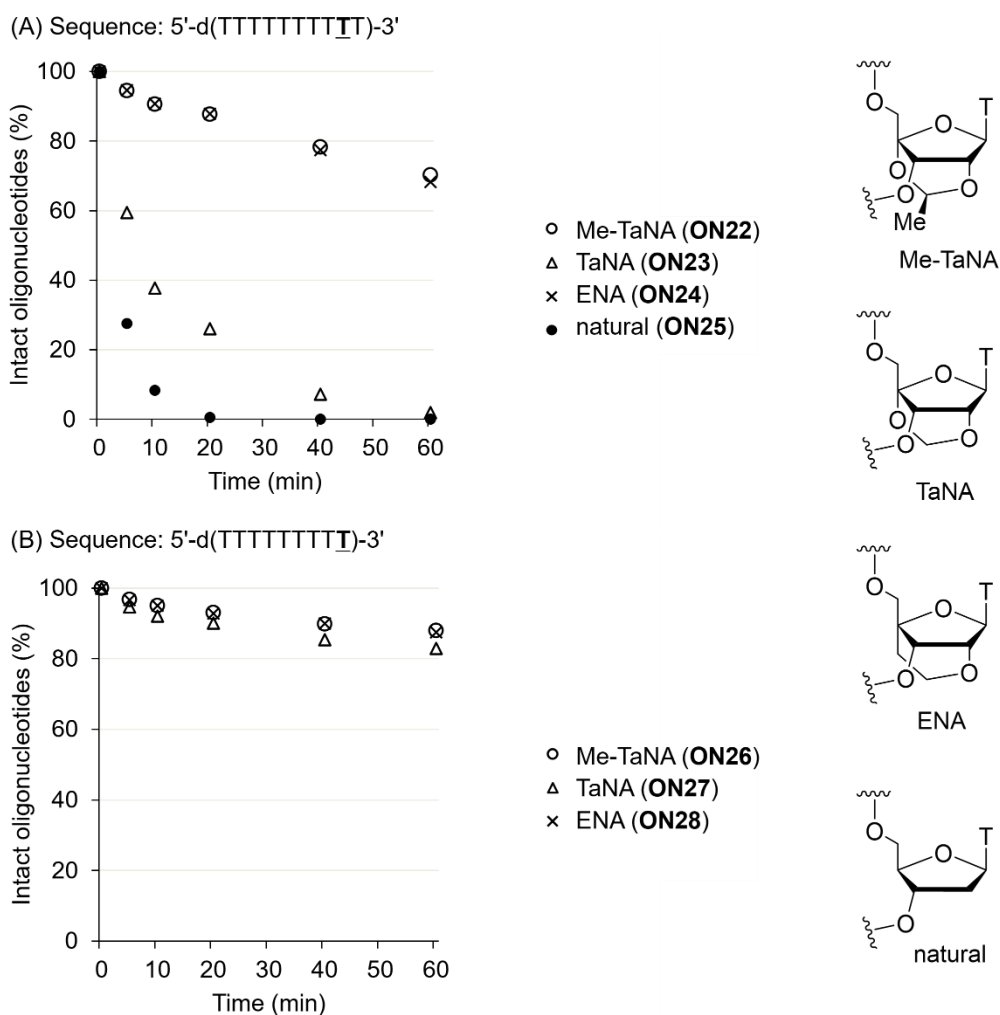 (A) Sequence: 5'-d(TTTTTTTTTT)-3'
Intact oligonucleotides (%)
100
80
60
40
20
0
0 10 20 30 40 50 60
Time (min)
Me-TaNA (ON22)
TaNA (ON23)
ENA (ON24)
natural (ON25)
(B) Sequence: 5'-d(TTTTTTTTTT)-3'
Intact oligonucleotides (%)
100
80
60
40
20
0
0 10 20 30 40 50 60
Time (min)
Me-TaNA (ON26)
TaNA (ON27)
ENA (ON28)
O
O
T
O
O
O
Me
Me-TaNA
O
O
T
O
O
O
TaNA
O
O
T
O
O
ENA
O
O
T
O
natural